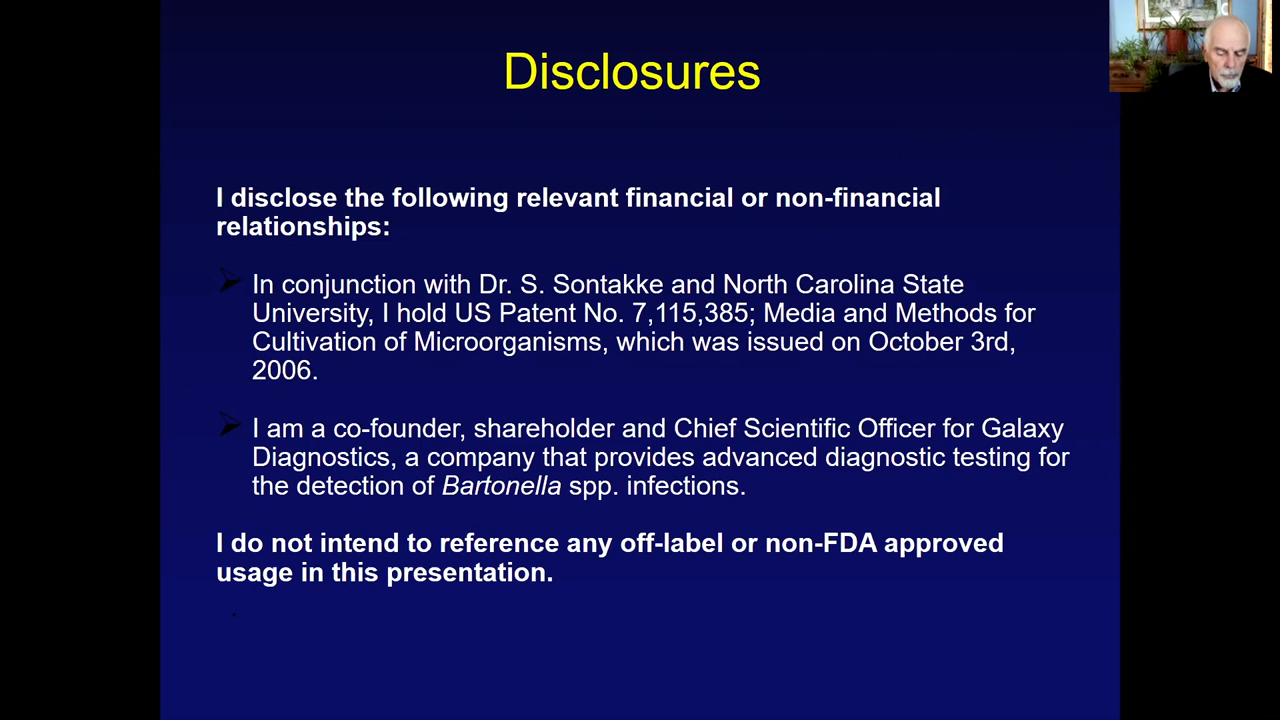 Disclosures
I disclose the following relevant financial or non-financial
relationships:
In conjunction with Dr. S. Sontakke and North Carolina State
University, I hold US Patent No. 7,115,385; Media and Methods for
Cultivation of Microorganisms, which was issued on October 3rd,
2006.
I am a co-founder, shareholder and Chief Scientific Officer for Galaxy
Diagnostics, a company that provides advanced diagnostic testing for
the detection of Bartonella spp. infections.
I do not intend to reference any off-label or non-FDA approved
usage in this presentation.